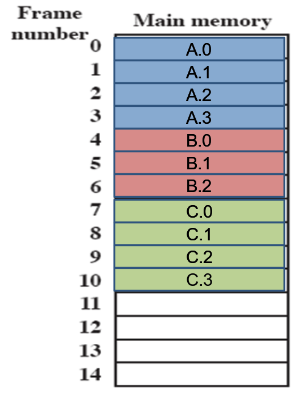 Frame
number
Main memory
0 A.0
1 A.1
2 A.2
3 A.3
4 B.0
5 B.1
6 B.2
7 C.0
8 C.1
9 C.2
10 C.3
11
12
13
14